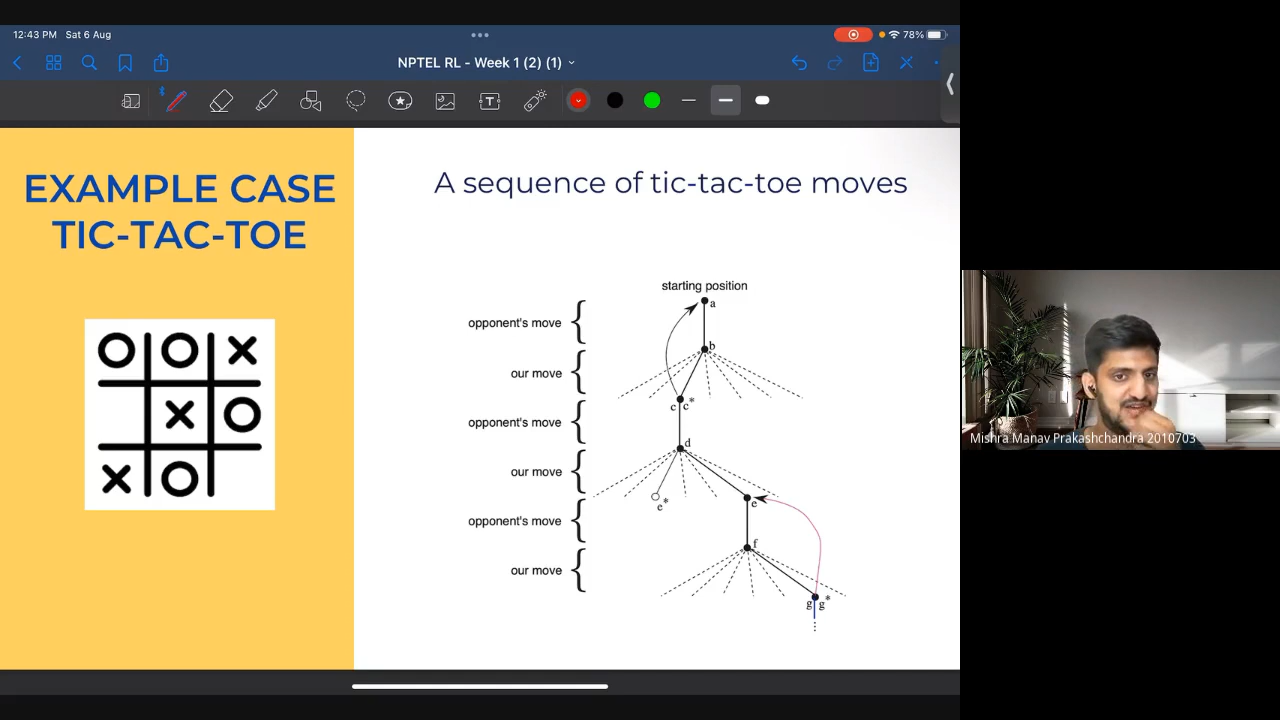 12:43 PM Sat 6 Aug
78%
NPTEL RL - Week 1 (2) (1)
T
EXAMPLE CASE
TIC-TAC-TOE
A sequence of tic-tac-toe moves
starting position
a
opponent's move
b
our move
c c*
opponent's move
d
our move
e*
e
opponent's move
f
our move
g g*
Mishra Manav Prakashchandra 2010703